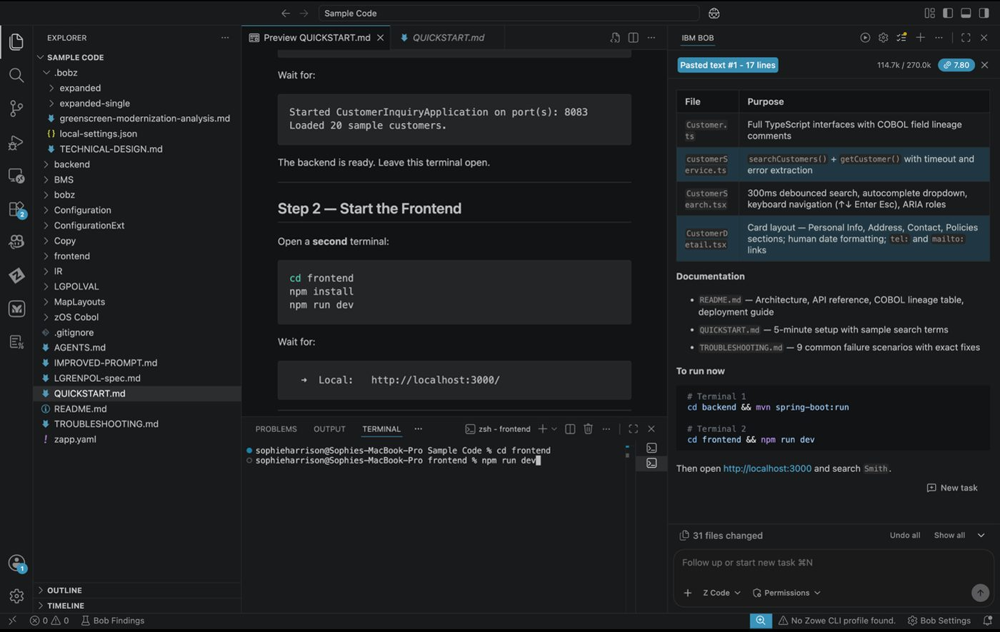 Sample Code
EXPLORER
SAMPLE CODE
.bobz
expanded
expanded-single
greenscreen-modernization-analysis.md
{} local-settings.json
TECHNICAL-DESIGN.md
backend
BMS
bobz
Configuration
ConfigurationExt
Copy
frontend
IR
LGPOLVAL
MapLayouts
zOS Cobol
.gitignore
AGENTS.md
IMPROVED-PROMPT.md
LGRENPOL-spec.md
QUICKSTART.md
README.md
TROUBLESHOOTING.md
! zapp.yaml
OUTLINE
TIMELINE
2
1
Preview QUICKSTART.md
QUICKSTART.md
Wait for:
Started CustomerInquiryApplication on port(s): 8083
Loaded 20 sample customers.
The backend is ready. Leave this terminal open.
Step 2 — Start the Frontend
Open a second terminal:
cd frontend
npm install
npm run dev
Wait for:
➜ Local: http://localhost:3000/
PROBLEMS OUTPUT TERMINAL ··· zsh - frontend
sophieharrison@Sophies-MacBook-Pro Sample Code % cd frontend
sophieharrison@Sophies-MacBook-Pro frontend % npm run dev
IBM BOB
Pasted text #1 - 17 lines 114.7k / 270.0k 7.80
File Purpose
Customer.
ts
Full TypeScript interfaces with COBOL field lineage
comments
customerS
ervice.ts
searchCustomers() + getCustomer() with timeout and
error extraction
CustomerS
earch.tsx
300ms debounced search, autocomplete dropdown,
keyboard navigation (↑↓ Enter Esc), ARIA roles
CustomerD
etail.tsx
Card layout — Personal Info, Address, Contact, Policies
sections; human date formatting; tel: and mailto:
links
Documentation
• README.md — Architecture, API reference, COBOL lineage table,
deployment guide
• QUICKSTART.md — 5-minute setup with sample search terms
• TROUBLESHOOTING.md — 9 common failure scenarios with exact fixes
To run now
# Terminal 1
cd backend && mvn spring-boot:run
# Terminal 2
cd frontend && npm run dev
Then open http://localhost:3000 and search Smith.
New task
31 files changed Undo all Show all
Follow up or start new task ⌘N
Z Code Permissions
0 0 Bob Findings
No Zowe CLI profile found. Bob Settings